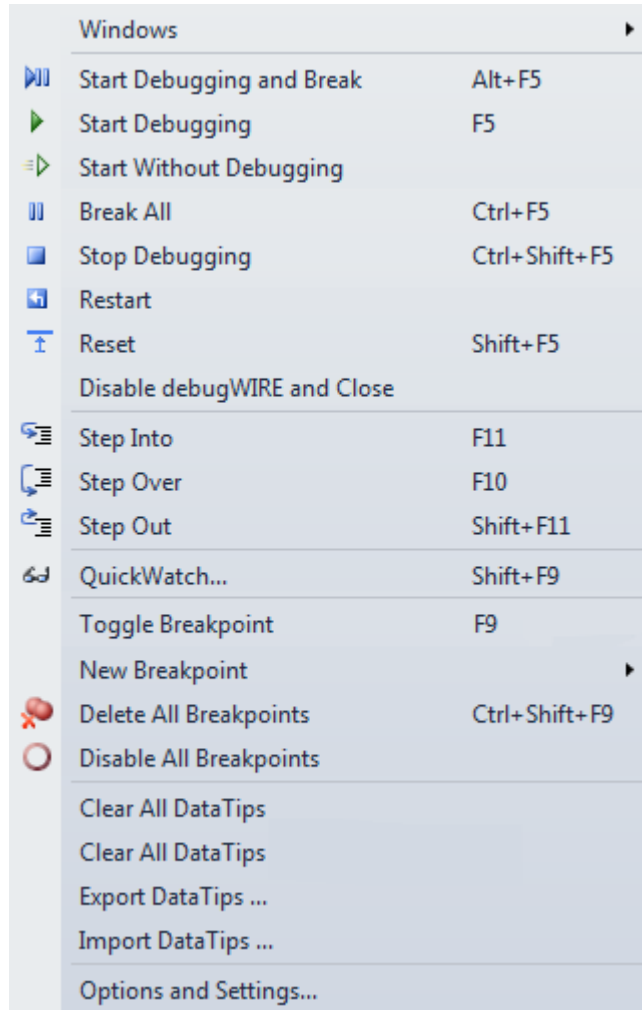 Windows
Start Debugging and Break Alt+F5
Start Debugging F5
Start Without Debugging
Break All Ctrl+F5
Stop Debugging Ctrl+Shift+F5
Restart
Reset Shift+F5
Disable debugWIRE and Close
Step Into F11
Step Over F10
Step Out Shift+F11
QuickWatch... Shift+F9
Toggle Breakpoint F9
New Breakpoint
Delete All Breakpoints Ctrl+Shift+F9
Disable All Breakpoints
Clear All DataTips
Clear All DataTips
Export DataTips ...
Import DataTips ...
Options and Settings...